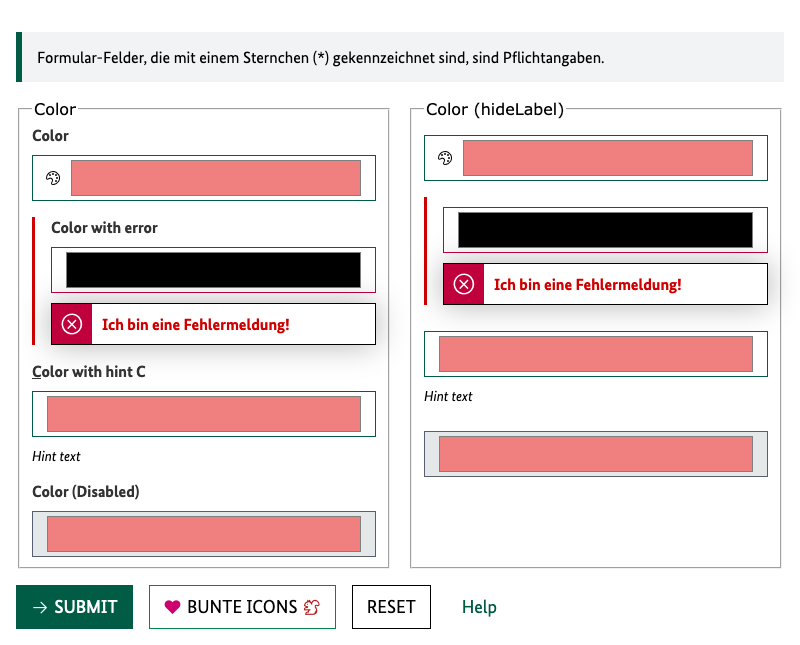 Formular-Felder, die mit einem Sternchen (*) gekennzeichnet sind, sind Pflichtangaben.
Color
Color
Color with error
Ich bin eine Fehlermeldung!
Color with hint C
Hint text
Color (Disabled)
Color (hideLabel)
Ich bin eine Fehlermeldung!
Hint text
SUBMIT
BUNTE ICONS
RESET
Help